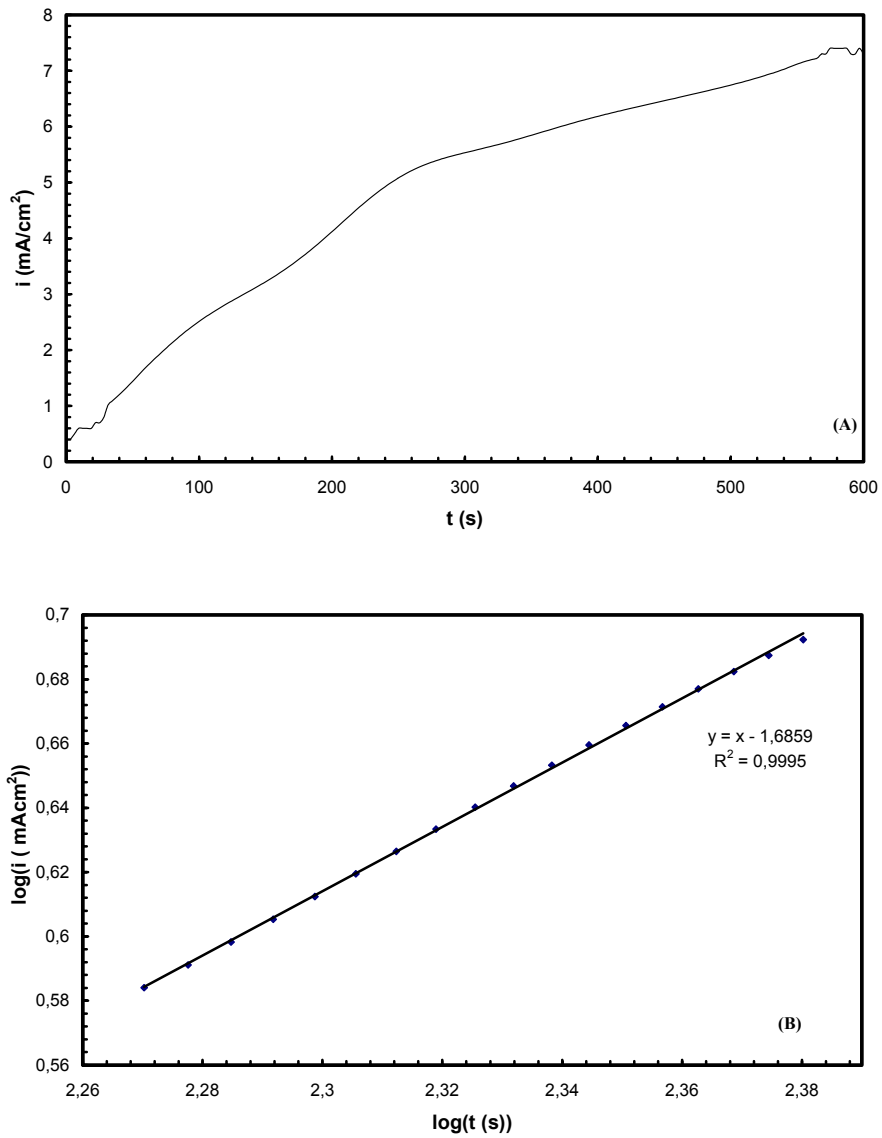 8
7
6
5
4
3
2
1
0
i (mA/cm²)
(A)
0 100 200 300 400 500 600
t (s)
0,7
0,68
0,66
0,64
0,62
0,6
0,58
0,56
log(i ( mAcm²))
y = x - 1,6859
R² = 0,9995
(B)
2,26 2,28 2,3 2,32 2,34 2,36 2,38
log(t (s))